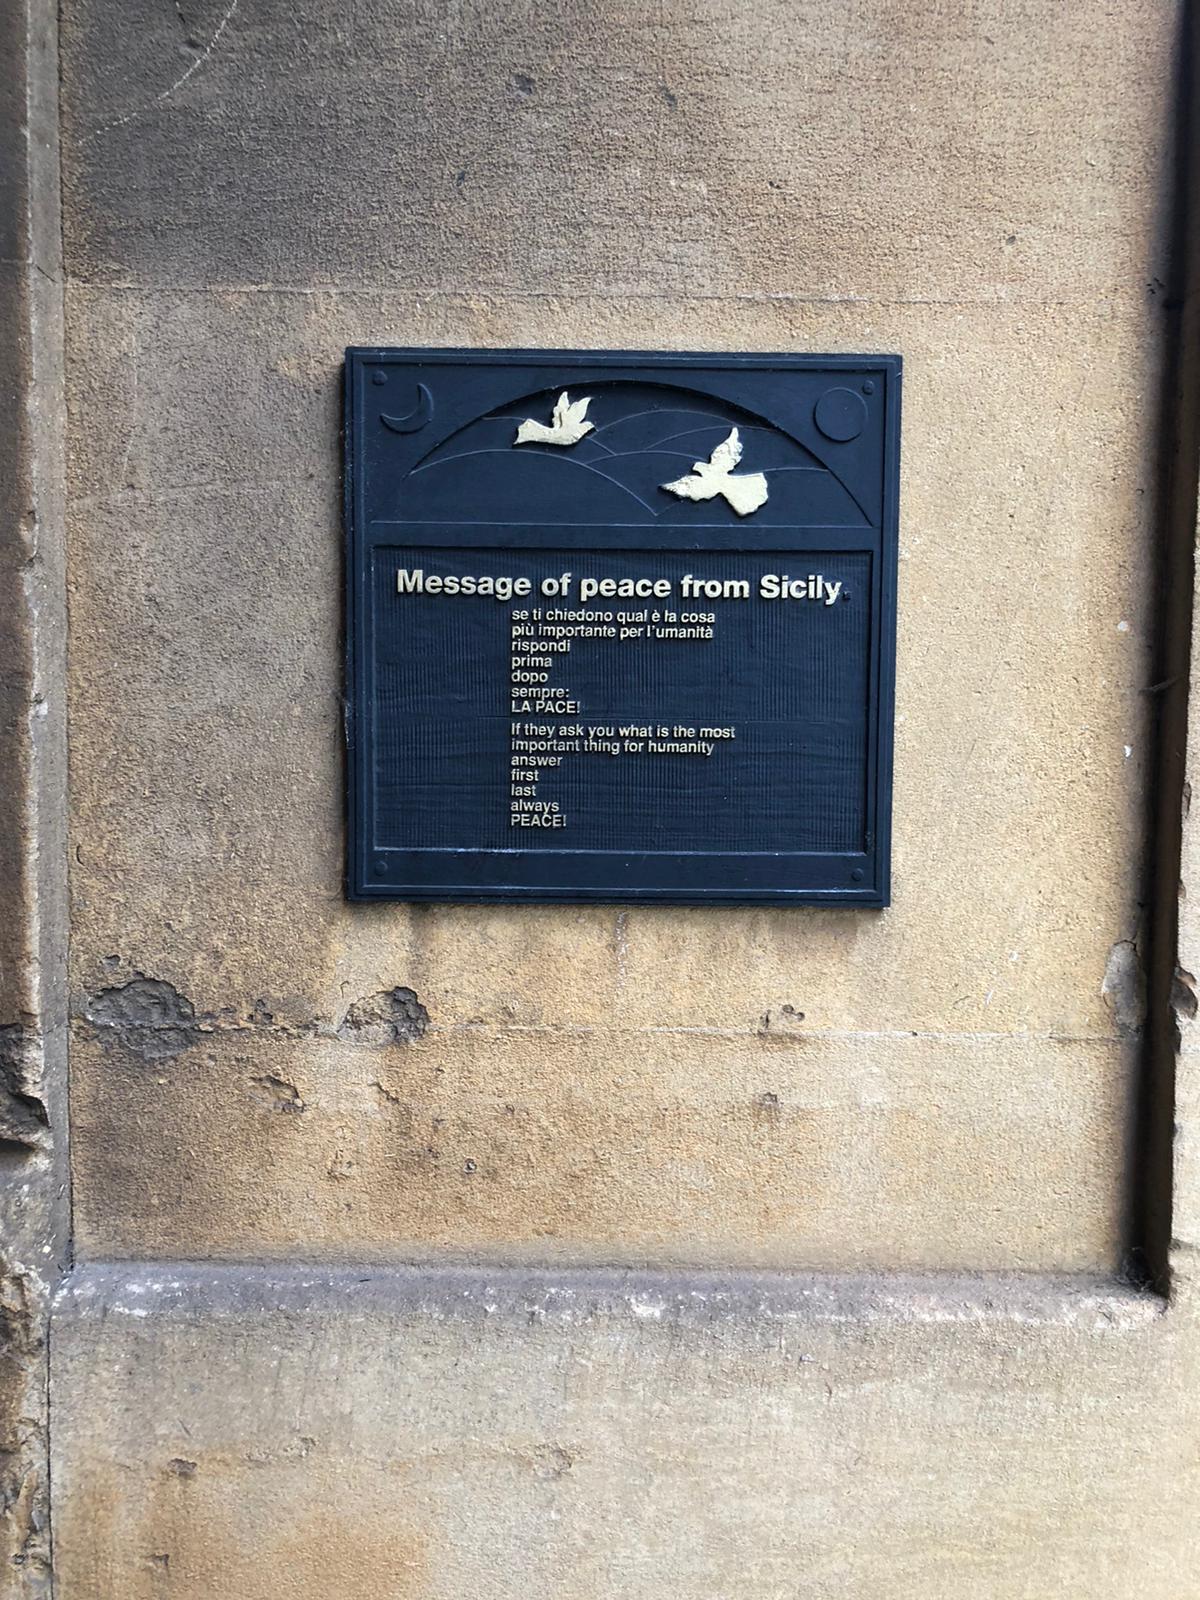 Message of peace from Sicily.
se ti chiedono qual è la cosa
più importante per l'umanità
rispondi
prima
dopo
sempre:
LA PACE!
If they ask you what is the most
important thing for humanity
answer
first
last
always
PEACE!